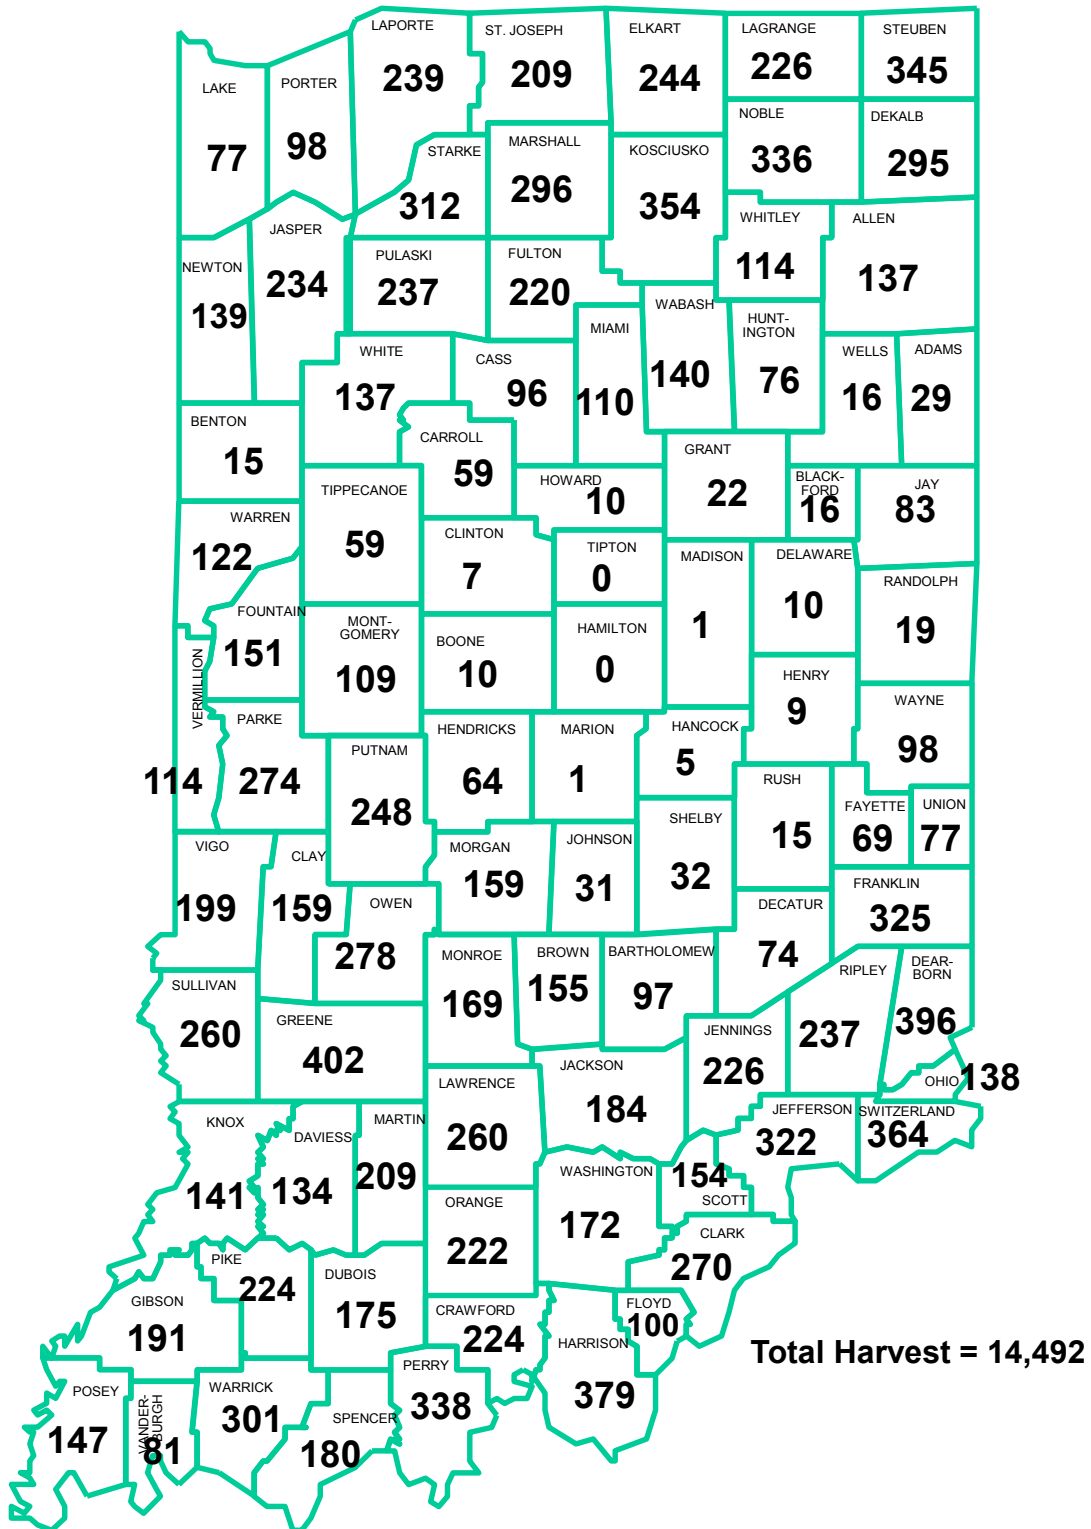 LAPORTE
239
ST. JOSEPH
209
ELKART
244
LAGRANGE
226
STEUBEN
345
LAKE
77
PORTER
98
STARKE
312
MARSHALL
296
KOSCIUSKO
354
NOBLE
336
DEKALB
295
JASPER
234
WHITLEY
114
ALLEN
137
NEWTON
139
PULASKI
237
FULTON
220
WABASH
140
HUNT-
INGTON
76
MIAMI
110
WHITE
137
CASS
96
WELLS
16
ADAMS
29
BENTON
15
CARROLL
59
GRANT
22
HOWARD
10
BLACK-
FORD
16
JAY
83
TIPPECANOE
59
WARREN
122
CLINTON
7
TIPTON
0
MADISON
1
DELAWARE
10
RANDOLPH
19
FOUNTAIN
151
MONT-
GOMERY
109
BOONE
10
HAMILTON
0
VERMILLION
114
HENRY
9
WAYNE
98
PARKE
274
HENDRICKS
64
MARION
1
HANCOCK
5
PUTNAM
248
RUSH
15
FAYETTE
69
UNION
77
SHELBY
32
VIGO
199
CLAY
159
MORGAN
159
JOHNSON
31
FRANKLIN
325
OWEN
278
DECATUR
74
MONROE
169
BROWN
155
BARTHOLOMEW
97
RIPLEY
237
DEAR-
BORN
396
SULLIVAN
260
GREENE
402
JENNINGS
226
JACKSON
184
OHIO
138
LAWRENCE
260
JEFFERSON
322
SWITZERLAND
364
KNOX
141
DAVIESS
134
MARTIN
209
WASHINGTON
172
154
SCOTT
ORANGE
222
CLARK
270
PIKE
224
DUBOIS
175
GIBSON
191
CRAWFORD
224
FLOYD
100
HARRISON
379
Total Harvest = 14,492
PERRY
338
POSEY
147
VANDER-
BURGH
81
WARRICK
301
SPENCER
180